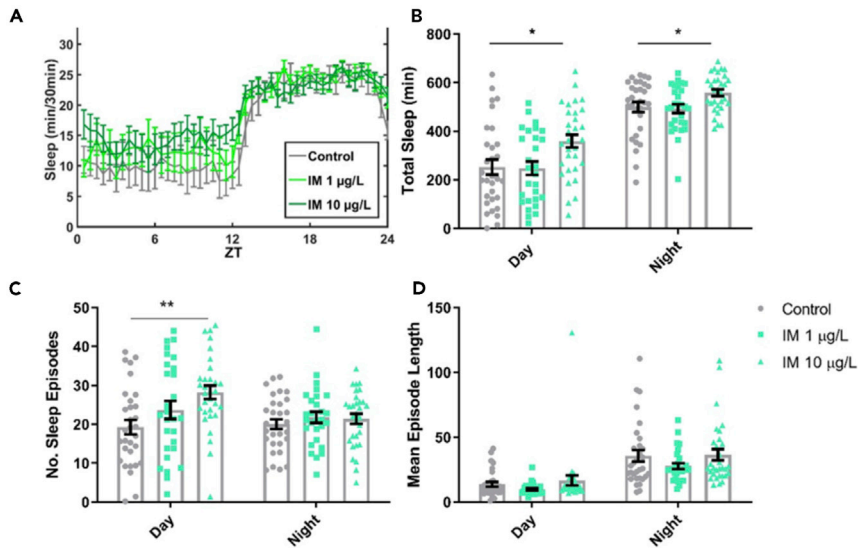 A
Sleep (min/30min)
30
25
20
15
10
5
0
Control
IM 1 μg/L
IM 10 μg/L
0
6
12
18
24
ZT
B
Total Sleep (min)
800
600
400
200
0
*
*
Day
Night
C
No. Sleep Episodes
50
40
30
20
10
0
**
Day
Night
D
Mean Episode Length
150
100
50
0
Day
Night
Control
IM 1 μg/L
IM 10 μg/L